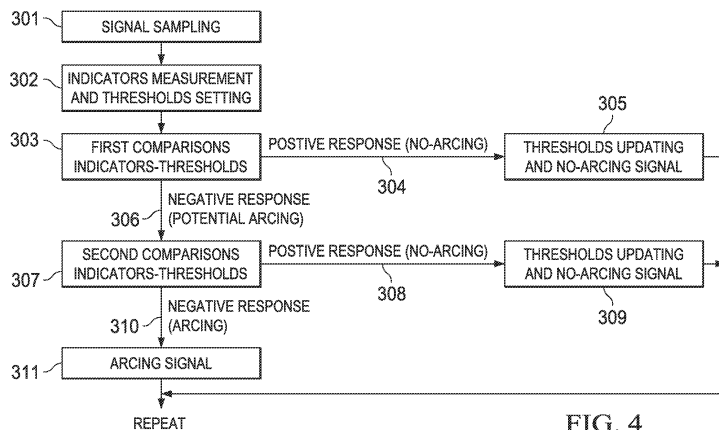 301
SIGNAL SAMPLING
302
INDICATORS MEASUREMENT
AND THRESHOLDS SETTING
303
FIRST COMPARISONS
INDICATORS-THRESHOLDS
POSTIVE RESPONSE (NO-ARCING)
304
305
THRESHOLDS UPDATING
AND NO-ARCING SIGNAL
306
NEGATIVE RESPONSE
(POTENTIAL ARCING)
307
SECOND COMPARISONS
INDICATORS-THRESHOLDS
POSTIVE RESPONSE (NO-ARCING)
308
THRESHOLDS UPDATING
AND NO-ARCING SIGNAL
309
310
NEGATIVE RESPONSE
(ARCING)
311
ARCING SIGNAL
REPEAT
FIG. 4